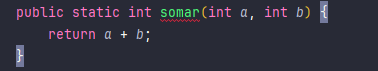 public static int somar(int a, int b) {
    return a + b;
}